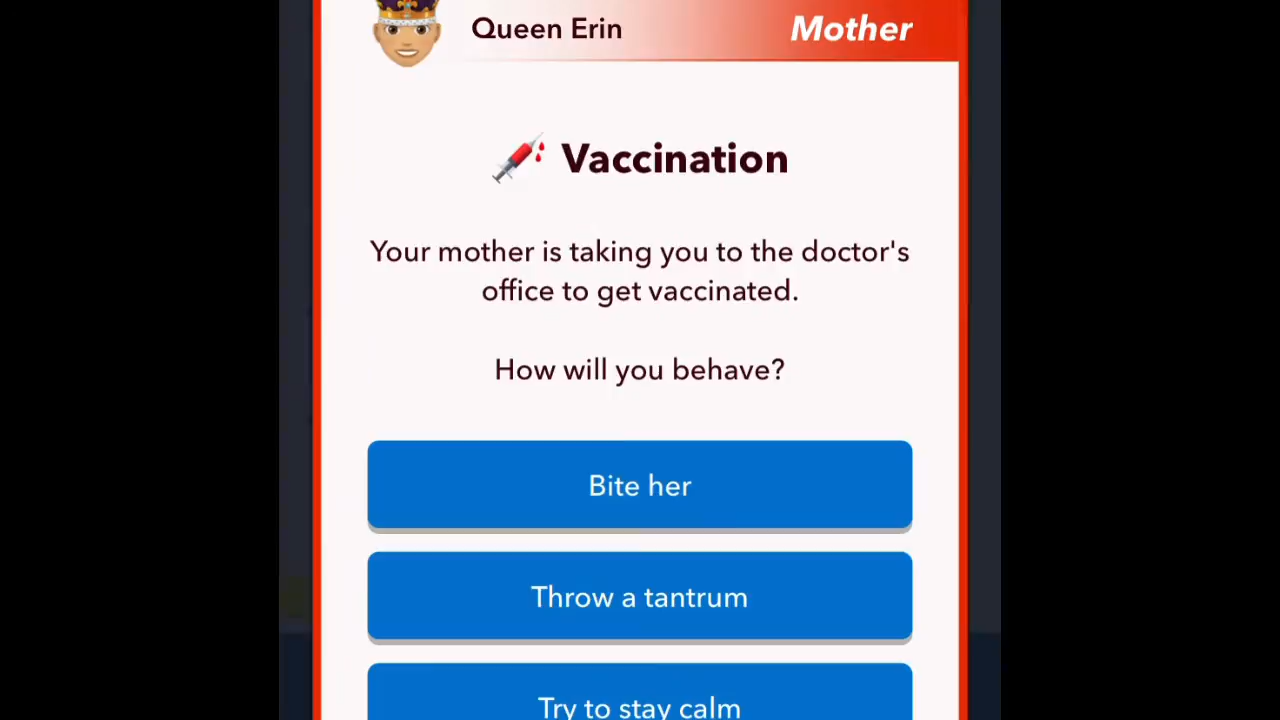 Queen Erin
Mother
Vaccination
Your mother is taking you to the doctor's
office to get vaccinated.
How will you behave?
Bite her
Throw a tantrum
Try to stay calm